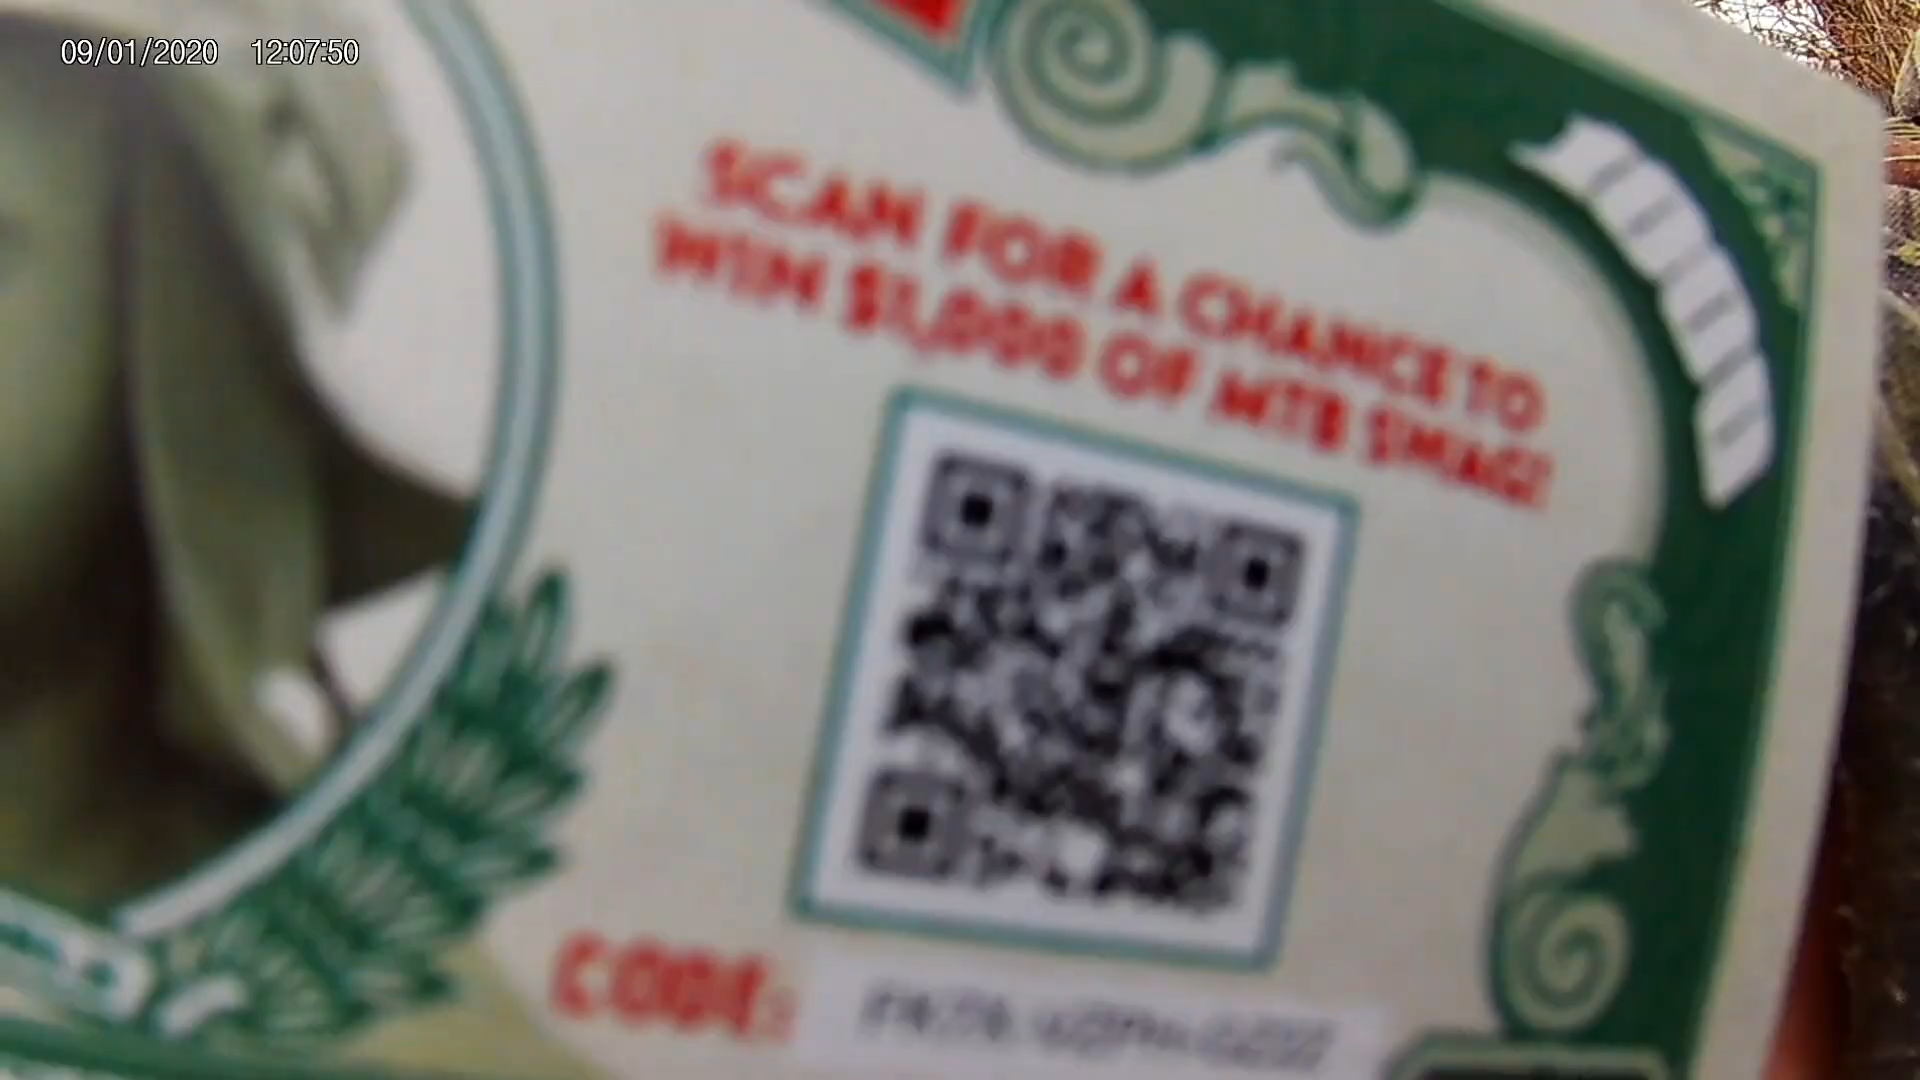 09/01/2020 12:07:50
SCAN FOR A CHANCE TO
WIN $1,000 OF MTB SWAG!
CODE: